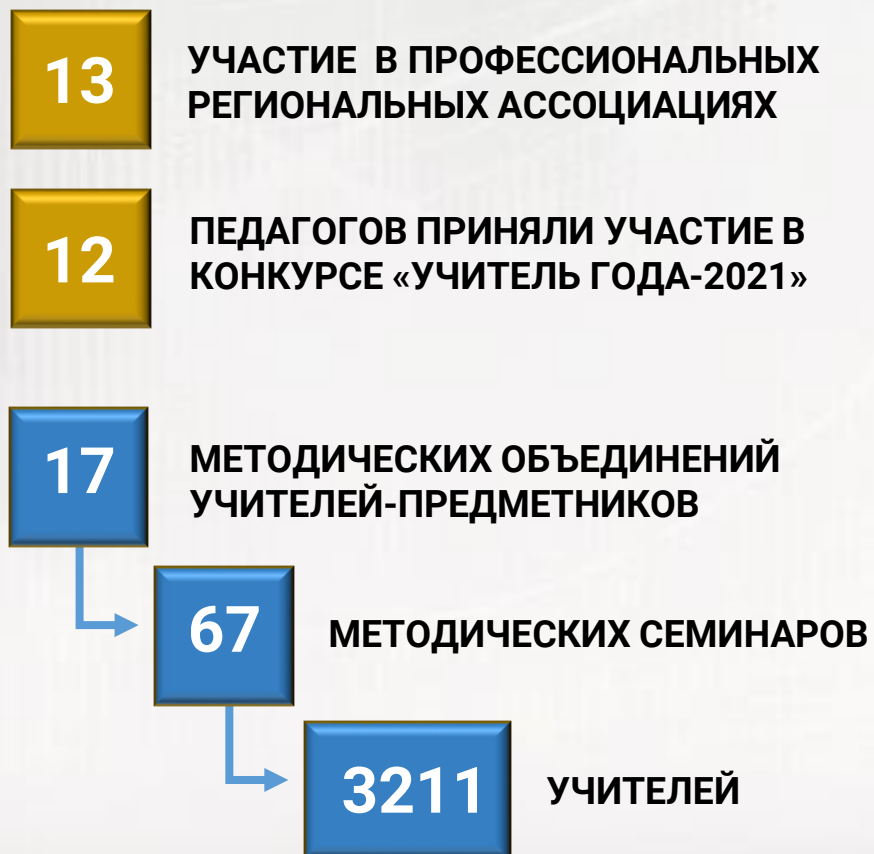 13
УЧАСТИЕ В ПРОФЕССИОНАЛЬНЫХ
РЕГИОНАЛЬНЫХ АССОЦИАЦИЯХ
12
ПЕДАГОГОВ ПРИНЯЛИ УЧАСТИЕ В
КОНКУРСЕ «УЧИТЕЛЬ ГОДА-2021»
17
МЕТОДИЧЕСКИХ ОБЪЕДИНЕНИЙ
УЧИТЕЛЕЙ-ПРЕДМЕТНИКОВ
67
МЕТОДИЧЕСКИХ СЕМИНАРОВ
3211
УЧИТЕЛЕЙ